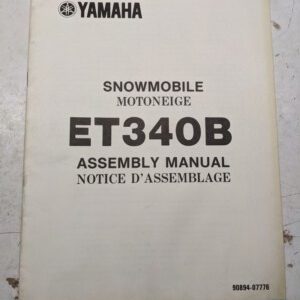 YAMAHA
SNOWMOBILE
MOTONEIGE
ET340B
ASSEMBLY MANUAL
NOTICE D'ASSEMBLAGE
90894-07776